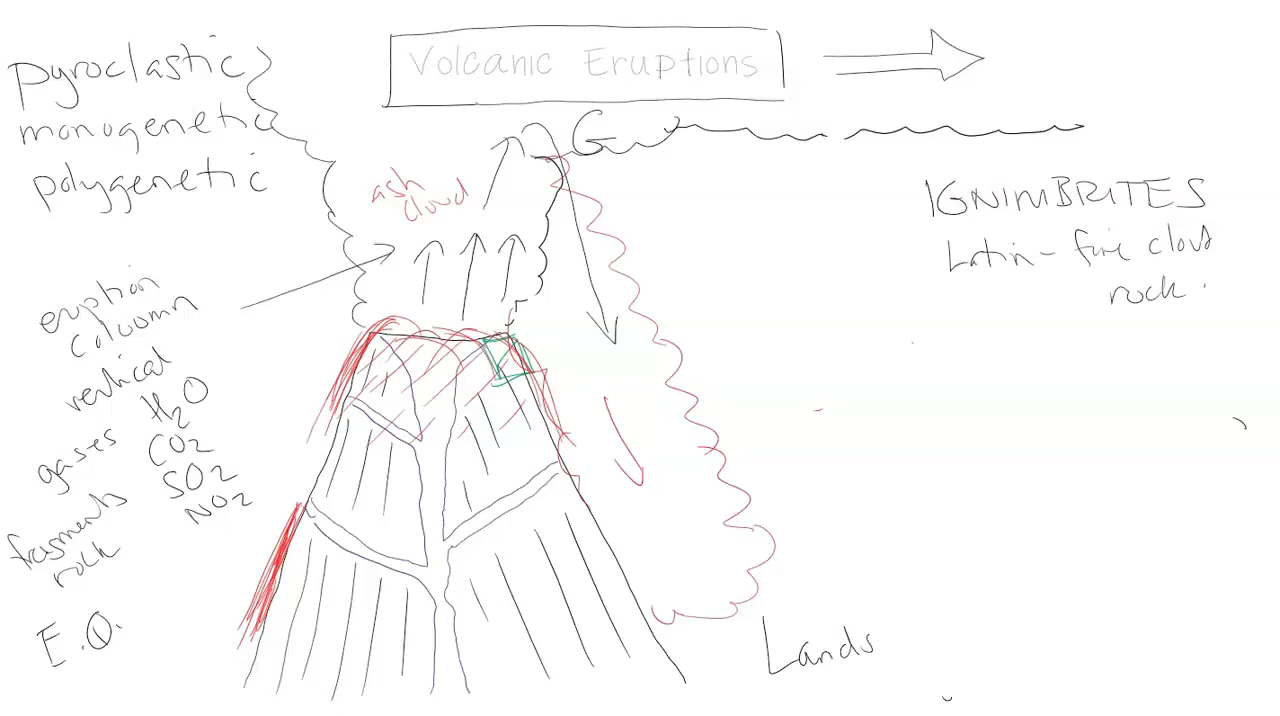 Volcanic Eruptions
pyroclastic
monogenetic
polygenetic
G
ash
cloud
IGNIMBRITES
Latin - fire cloud
rock.
eruption
coloumn
vertical
H2O
gases CO2
SO2
fragments NO2
rock
E.Q.
Lands